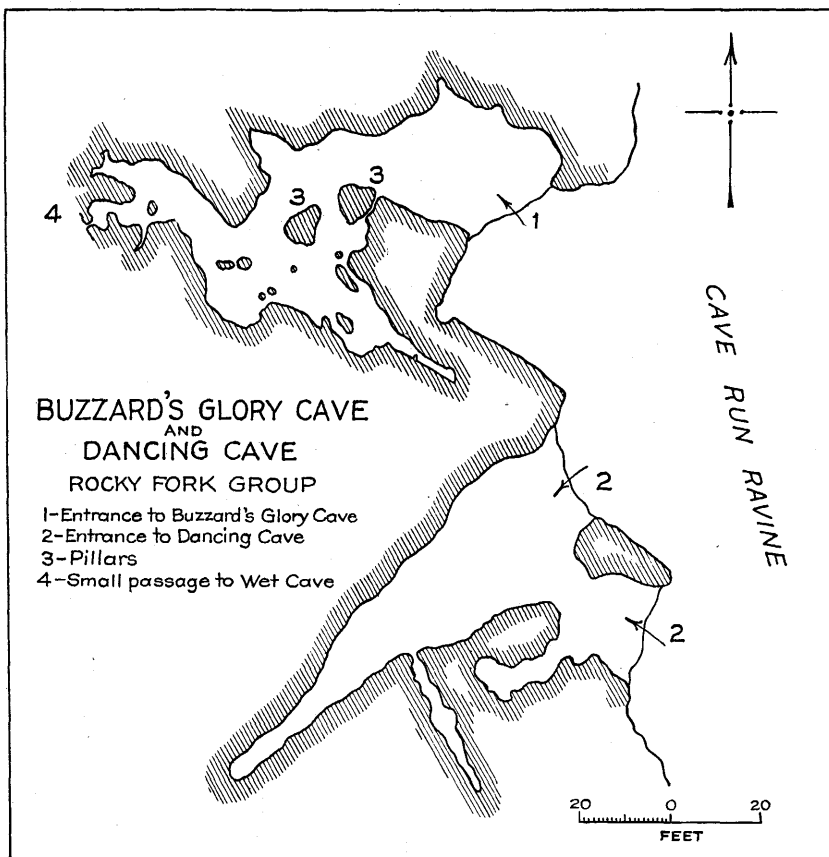 3
3
4
1
CAVE RUN RAVINE
BUZZARD'S GLORY CAVE
AND
DANCING CAVE
ROCKY FORK GROUP
1-Entrance to Buzzard's Glory Cave
2-Entrance to Dancing Cave
3-Pillars
4-Small passage to Wet Cave
2
2
20 0 20
FEET